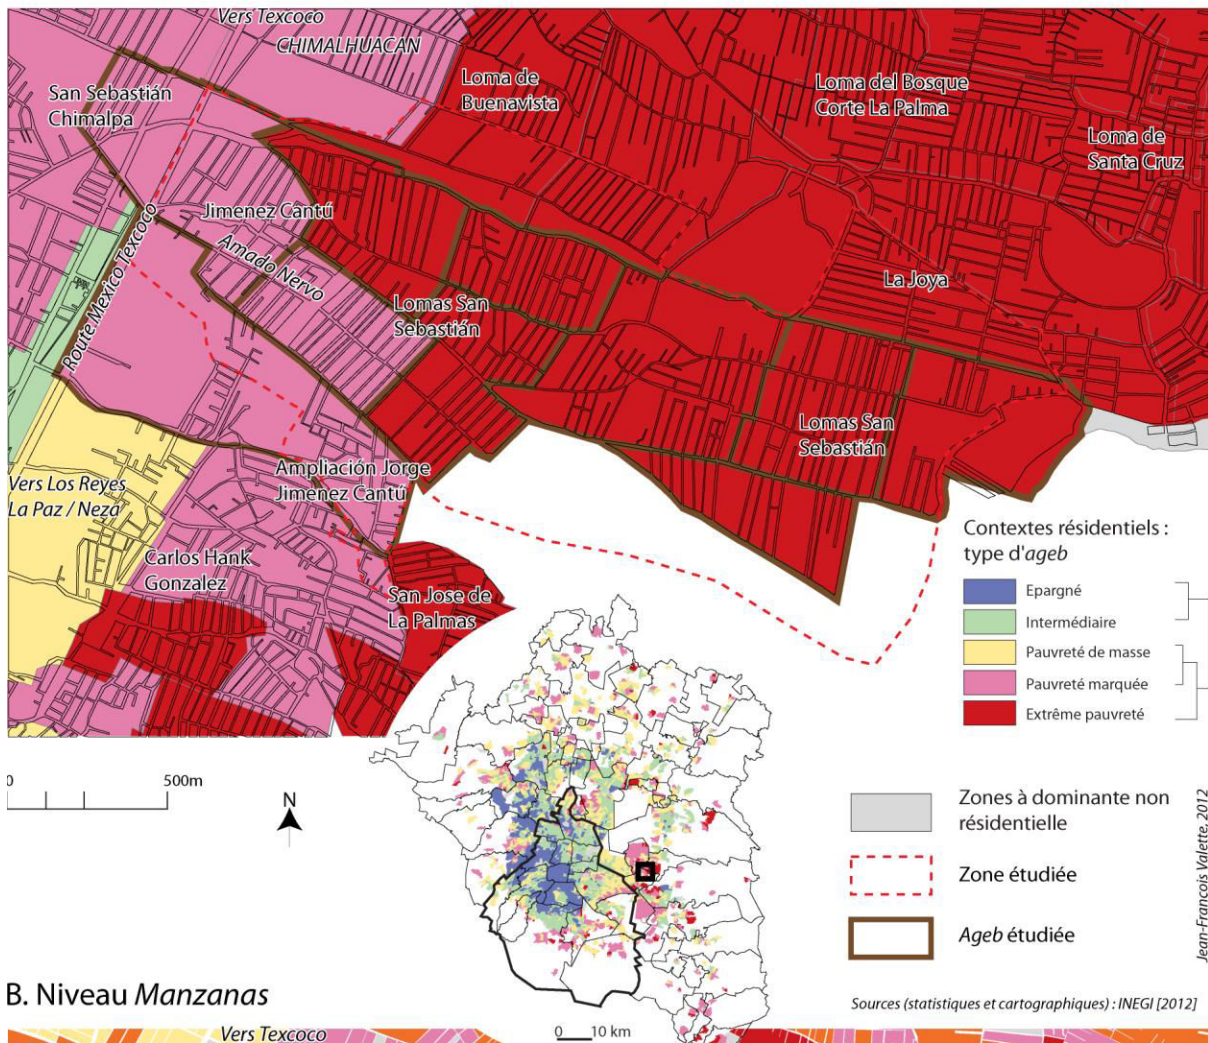 Vers Texcoco
CHIMALHUACAN
San Sebastián
Chimalpa
Loma de
Buenavista
Loma del Bosque
Corte La Palma
Loma de
Santa Cruz
Jimenez Cantú
Amado Nervo
Route Mexico Texcoco
Lomas San
Sebastián
La Joya
Lomas San
Sebastián
Ampliación Jorge
Jimenez Cantú
Vers Los Reyes
La Paz / Neza
Carlos Hank
Gonzalez
San Jose de
La Palmas
Contextes résidentiels :
type d'ageb
Epargné
Intermédiaire
Pauvreté de masse
Pauvreté marquée
Extrême pauvreté
0 500m
N
Zones à dominante non
résidentielle
Zone étudiée
Ageb étudiée
Jean-Francois Valette, 2012
B. Niveau Manzanas
Sources (statistiques et cartographiques) : INEGI [2012]
Vers Texcoco
0 10 km